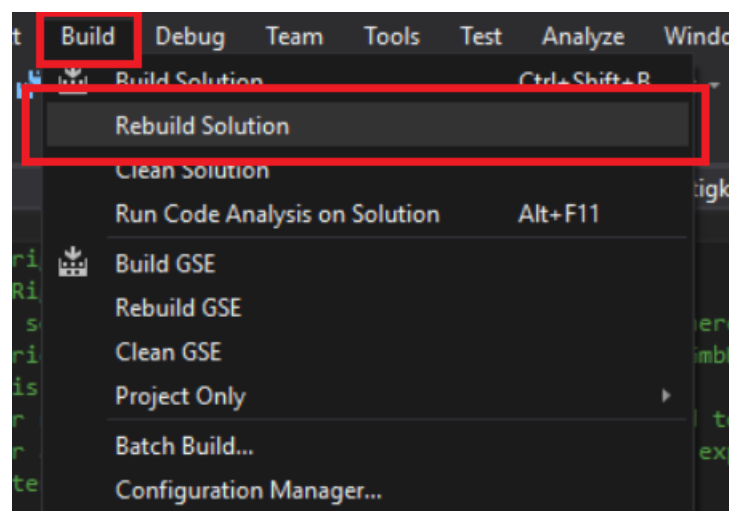 Build Debug Team Tools Test Analyze
Build Solution Ctrl+Shift+B
Rebuild Solution
Clean Solution
Run Code Analysis on Solution Alt+F11
Build GSE
Rebuild GSE
Clean GSE
Project Only
Batch Build...
Configuration Manager...